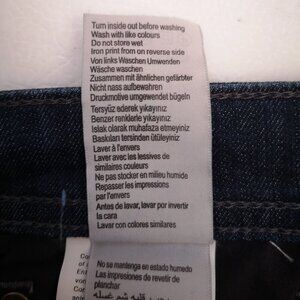 Turn inside out before washing
Wash with like colours
Do not store wet
Iron print from on reverse side
Von links Waschen Umwenden
Wäsche waschen
Zusammen mit ähnlichen gefärbter
Nicht nass aufbewahren
Druckmotive umgewendet bügeln
Tersyüz ederek yıkayınız
Benzer renklerle yıkayınız
Islak olarak muhafaza etmeyiniz
Baskıları tersinden ütüleyiniz
Laver à l'envers
Laver avec les lessives de
similaires couleurs
Ne pas stocker en milieu humide
Repasser les impressions
par l'envers
Antes de lavar, lavar por invertir
la cara
Lavar con colores similares
No se mantenga en estado humedo
Las impresiones de revetir de
planchar